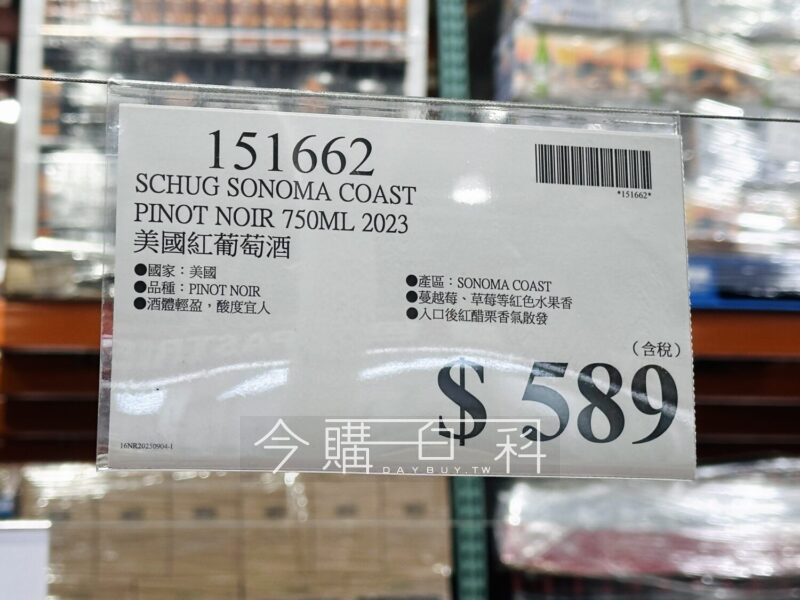 151662
*151662*
SCHUG SONOMA COAST
PINOT NOIR 750ML 2023
美國紅葡萄酒
●國家：美國
●品種：PINOT NOIR
●酒體輕盈，酸度宜人
●產區：SONOMA COAST
●蔓越莓、草莓等紅色水果香
●入口後紅醋栗香氣散發
（含稅）
$ 589
16NR20250904-1
今購百科
DAYBUY.TW